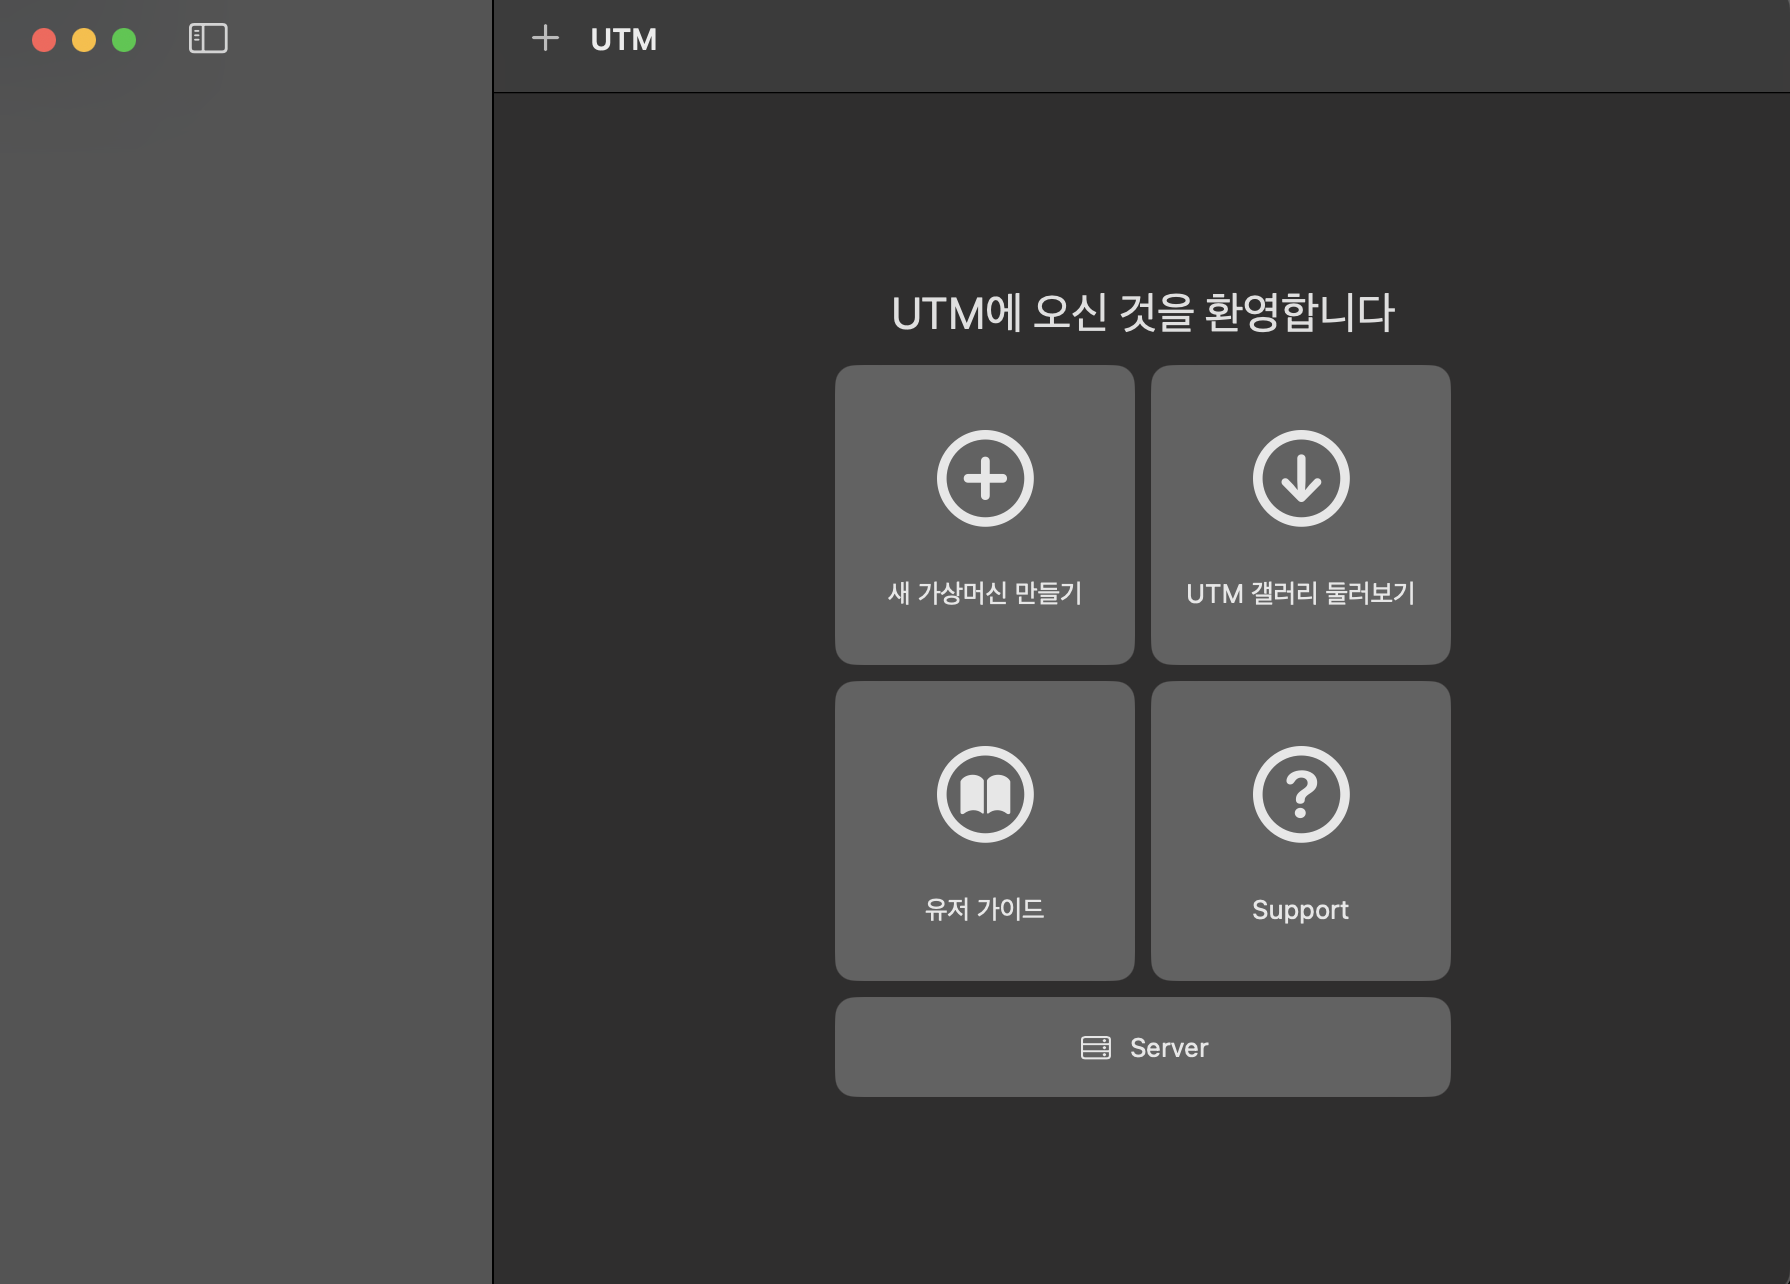 UTM
UTM에 오신 것을 환영합니다
새 가상머신 만들기
UTM 갤러리 둘러보기
유저 가이드
Support
Server